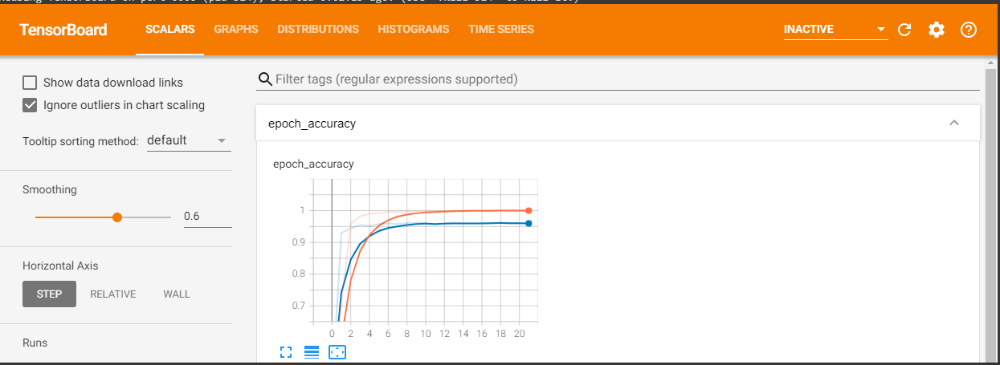 TensorBoard
SCALARS
GRAPHS
DISTRIBUTIONS
HISTOGRAMS
TIME SERIES
INACTIVE
Show data download links
Ignore outliers in chart scaling
Tooltip sorting method: default
Smoothing
0.6
Horizontal Axis
STEP
RELATIVE
WALL
Runs
Filter tags (regular expressions supported)
epoch_accuracy
epoch_accuracy
1
0.9
0.8
0.7
0 2 4 6 8 10 12 14 16 18 20